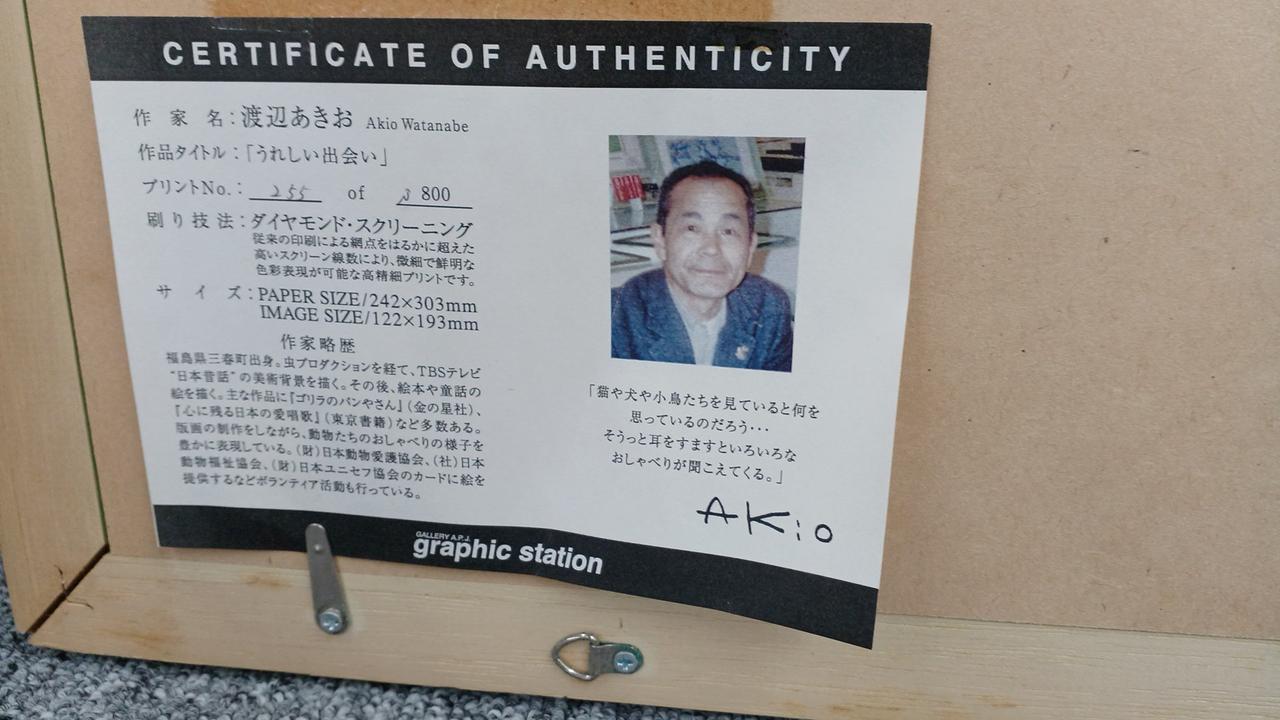 CERTIFICATE OF AUTHENTICITY
作家名：渡辺あきお Akio Watanabe
作品タイトル：「うれしい出会い」
プリントNo.： 255 of 800
刷り技法：ダイヤモンド・スクリーニング
従来の印刷による網点をはるかに超えた
高いスクリーン線数により、微細で鮮明な
色彩表現が可能な高精細プリントです。
サイズ：PAPER SIZE/242×303mm
IMAGE SIZE/122×193mm
作家略歴
福島県三春町出身。虫プロダクションを経て、TBSテレビ
“日本昔話”の美術背景を描く。その後、絵本や童話の
絵を描く。主な作品に『ゴリラのパンやさん』（金の星社）、
『心に残る日本の愛唱歌』（東京書籍）など多数ある。
版画の制作をしながら、動物たちのおしゃべりの様子を
豊かに表現している。（財）日本動物愛護協会、（社）日本
動物福祉協会、（財）日本ユニセフ協会のカードに絵を
提供するなどボランティア活動も行っている。
「猫や犬や小鳥たちを見ていると何を
思っているのだろう・・・
そうっと耳をすますといろいろな
おしゃべりが聞こえてくる。」
AKio
GALLERY A.P.J.
graphic station